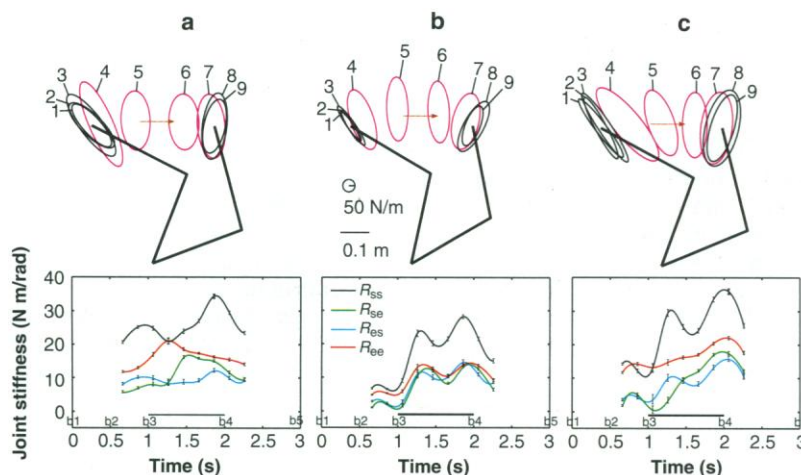 a
b
c
3 4 5 6 7 8 9
2
1
4 5 6 7 8 9
3
2
1
3 4 5 6 7 8 9
2
1
50 N/m
0.1 m
Joint stiffness (N m/rad)
40
30
20
10
0
Rss
Rse
Res
Ree
b1 b2 b3 b4 b5
0 0.5 1 1.5 2 2.5 3
b1 b2 b3 b4
0 0.5 1 1.5 2 2.5 3
b1 b2 b3 b4
0 0.5 1 1.5 2 2.5 3
Time (s)
Time (s)
Time (s)